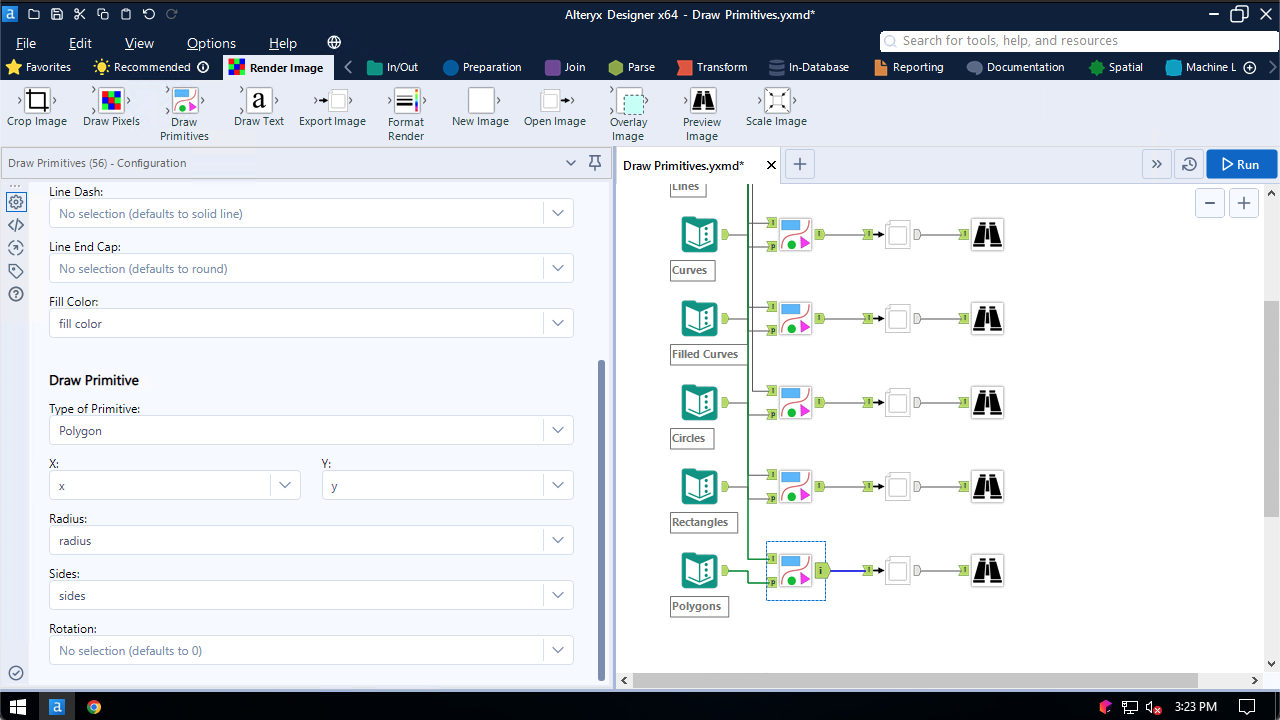 Alteryx Designer x64 - Draw Primitives.yxmd*
File Edit View Options Help
Search for tools, help, and resources
Favorites Recommended Render Image In/Out Preparation Join Parse Transform In-Database Reporting Documentation Spatial Machine L
Crop Image
Draw Pixels
Draw Primitives
Draw Text
Export Image
Format Render
New Image
Open Image
Overlay Image
Preview Image
Scale Image
Draw Primitives (56) - Configuration
Line Dash:
No selection (defaults to solid line)
Line End Cap:
No selection (defaults to round)
Fill Color:
fill color
Draw Primitive
Type of Primitive:
Polygon
X: Y:
x y
Radius:
radius
Sides:
sides
Rotation:
No selection (defaults to 0)
Draw Primitives.yxmd*
Run
Lines
Curves
Filled Curves
Circles
Rectangles
Polygons
3:23 PM